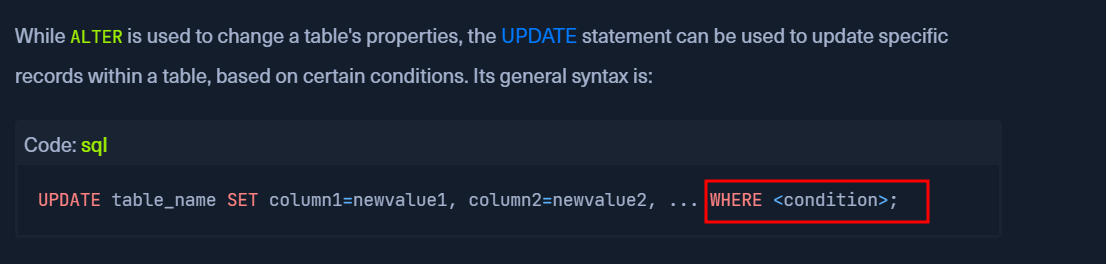 While ALTER is used to change a table's properties, the UPDATE statement can be used to update specific
records within a table, based on certain conditions. Its general syntax is:
Code: sql
UPDATE table_name SET column1=newvalue1, column2=newvalue2, ... WHERE <condition>;